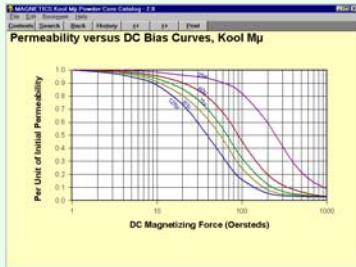 MAGNETICS Kool Mµ Powder Core Catalog - 2.0
File Edit Bookmark Help
Contents Search Back History << >> Print
Permeability versus DC Bias Curves, Kool Mµ
Per Unit of Initial Permeability
1.0
0.9
0.8
0.7
0.6
0.5
0.4
0.3
0.2
0.1
0.0
1 10 100 1000
DC Magnetizing Force (Oersteds)